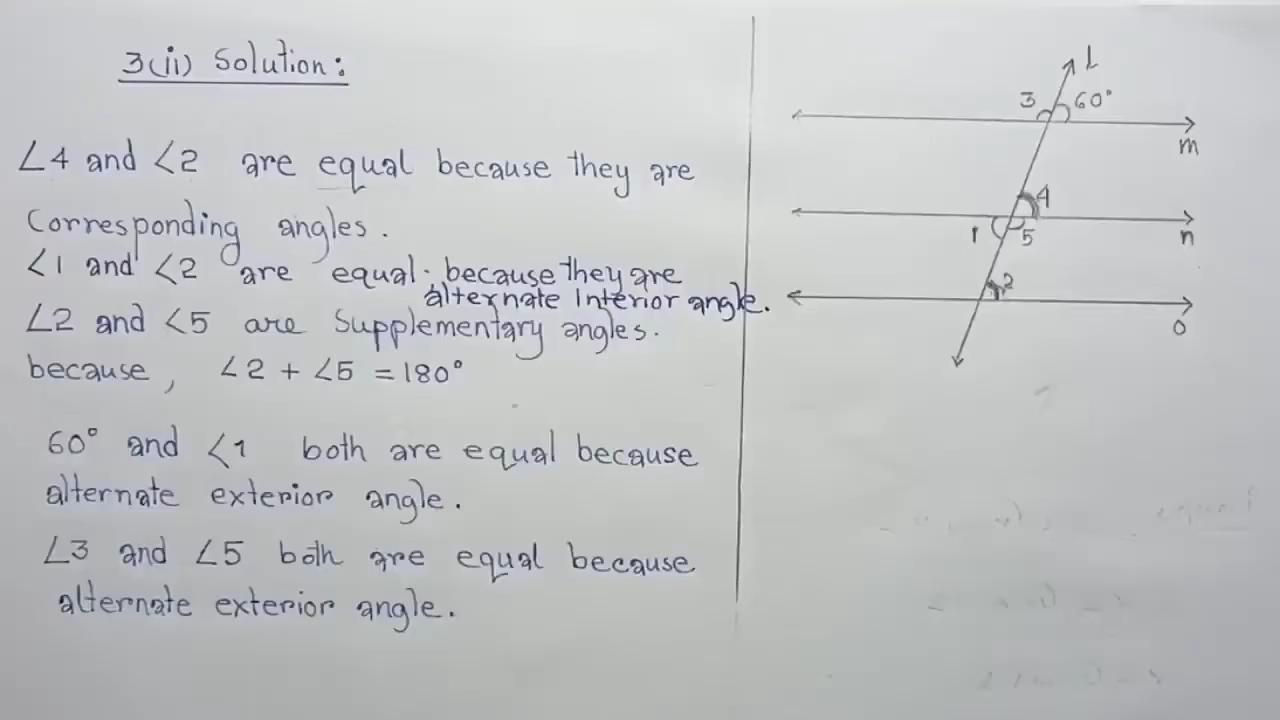 3(ii) Solution:
∠4 and ∠2 are equal because they are
Corresponding angles.
∠1 and ∠2 are equal. because they are
alternate Interior angle.
∠2 and ∠5 are Supplementary angles.
because, ∠2 + ∠5 = 180°
60° and ∠1 both are equal because
alternate exterior angle.
∠3 and ∠5 both are equal because
alternate exterior angle.
L
3 60°
m
4
1 5
n
2
o